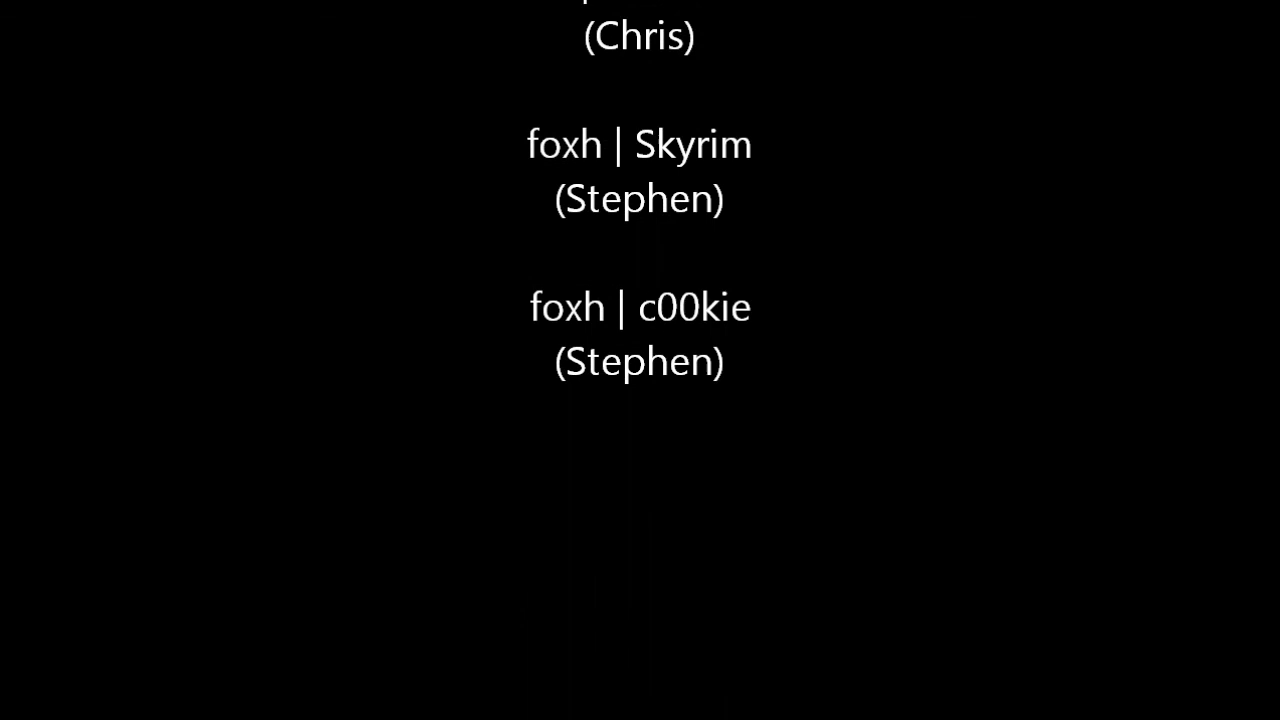 (Chris)
foxh | Skyrim
(Stephen)
foxh | c00kie
(Stephen)